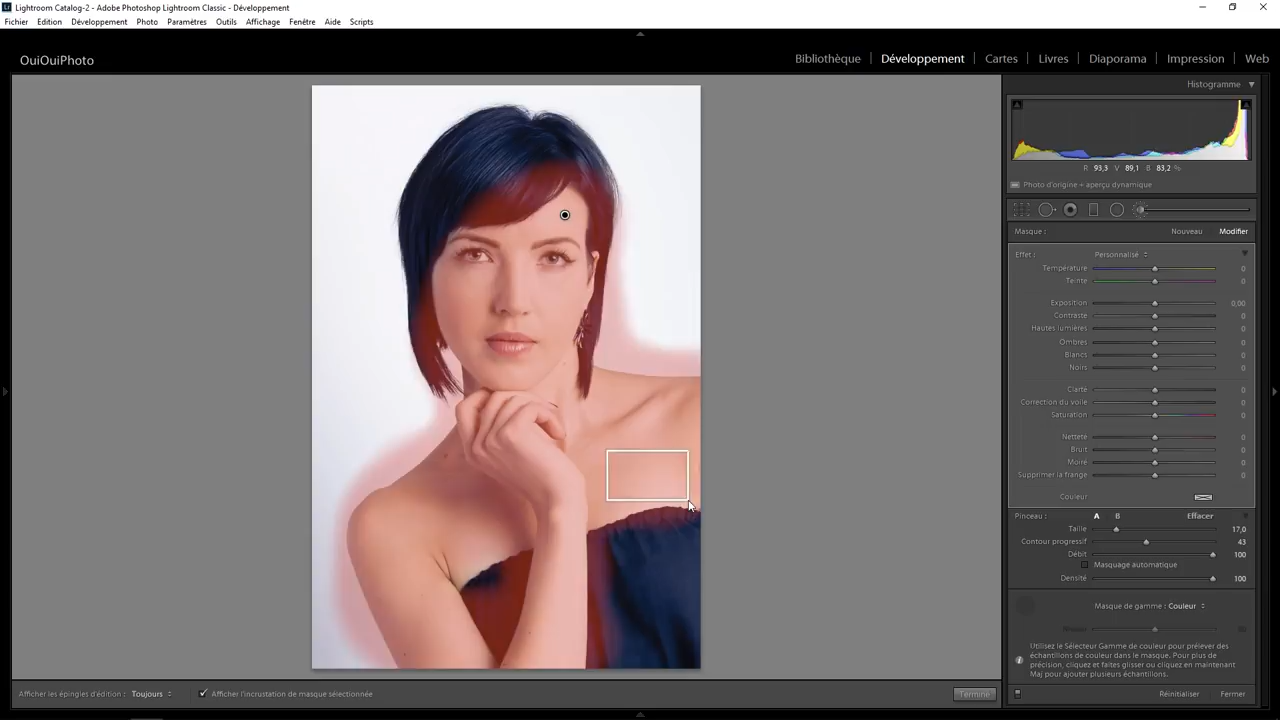 Lightroom Catalog-2 - Adobe Photoshop Lightroom Classic - Développement
Fichier Edition Développement Photo Paramètres Outils Affichage Fenêtre Aide Scripts
OuiOuiPhoto
Bibliothèque Développement Cartes Livres Diaporama Impression Web
Histogramme
R 93,3 V 89,1 B 83,2 %
Photo d'origine + aperçu dynamique
Masque : Nouveau Modifier
Effet : Personnalisé
Température 0
Teinte 0
Exposition 0,00
Contraste 0
Hautes lumières 0
Ombres 0
Blancs 0
Noirs 0
Clarté 0
Correction du voile 0
Saturation 0
Netteté 0
Bruit 0
Moiré 0
Supprimer la frange 0
Couleur
Pinceau : A B Effacer
Taille 17,0
Contour progressif 43
Débit 100
Masquage automatique
Densité 100
Masque de gamme : Couleur
Utilisez le Sélecteur Gamme de couleur pour prélever des
échantillons de couleur dans le masque. Pour plus de
précision, cliquez et faites glisser ou cliquez en maintenant
Maj pour ajouter plusieurs échantillons.
Afficher les épingles d'édition : Toujours Afficher l'incrustation de masque sélectionnée Terminé Réinitialiser Fermer